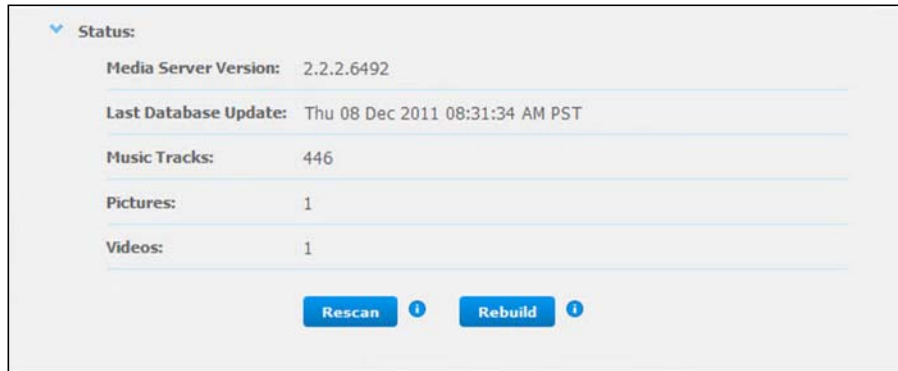 Status:
Media Server Version: 2.2.2.6492
Last Database Update: Thu 08 Dec 2011 08:31:34 AM PST
Music Tracks: 446
Pictures: 1
Videos: 1
Rescan i Rebuild i